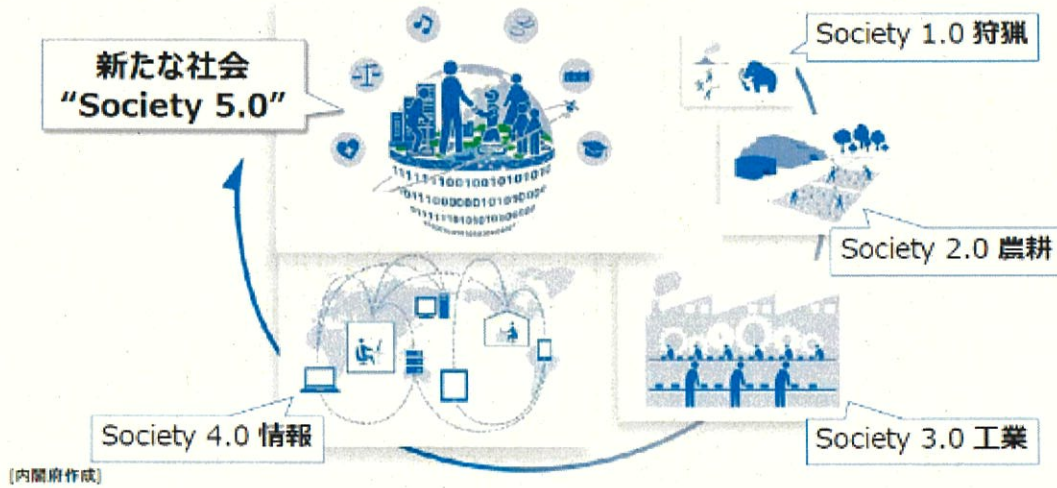 新たな社会
“Society 5.0”
Society 1.0 狩猟
Society 2.0 農耕
Society 3.0 工業
Society 4.0 情報
[内閣府作成]